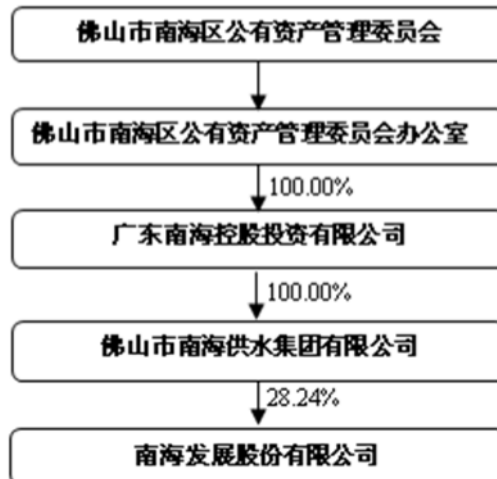 佛山市南海区公有资产管理委员会
佛山市南海区公有资产管理委员会办公室
100.00%
广东南海控股投资有限公司
100.00%
佛山市南海供水集团有限公司
28.24%
南海发展股份有限公司